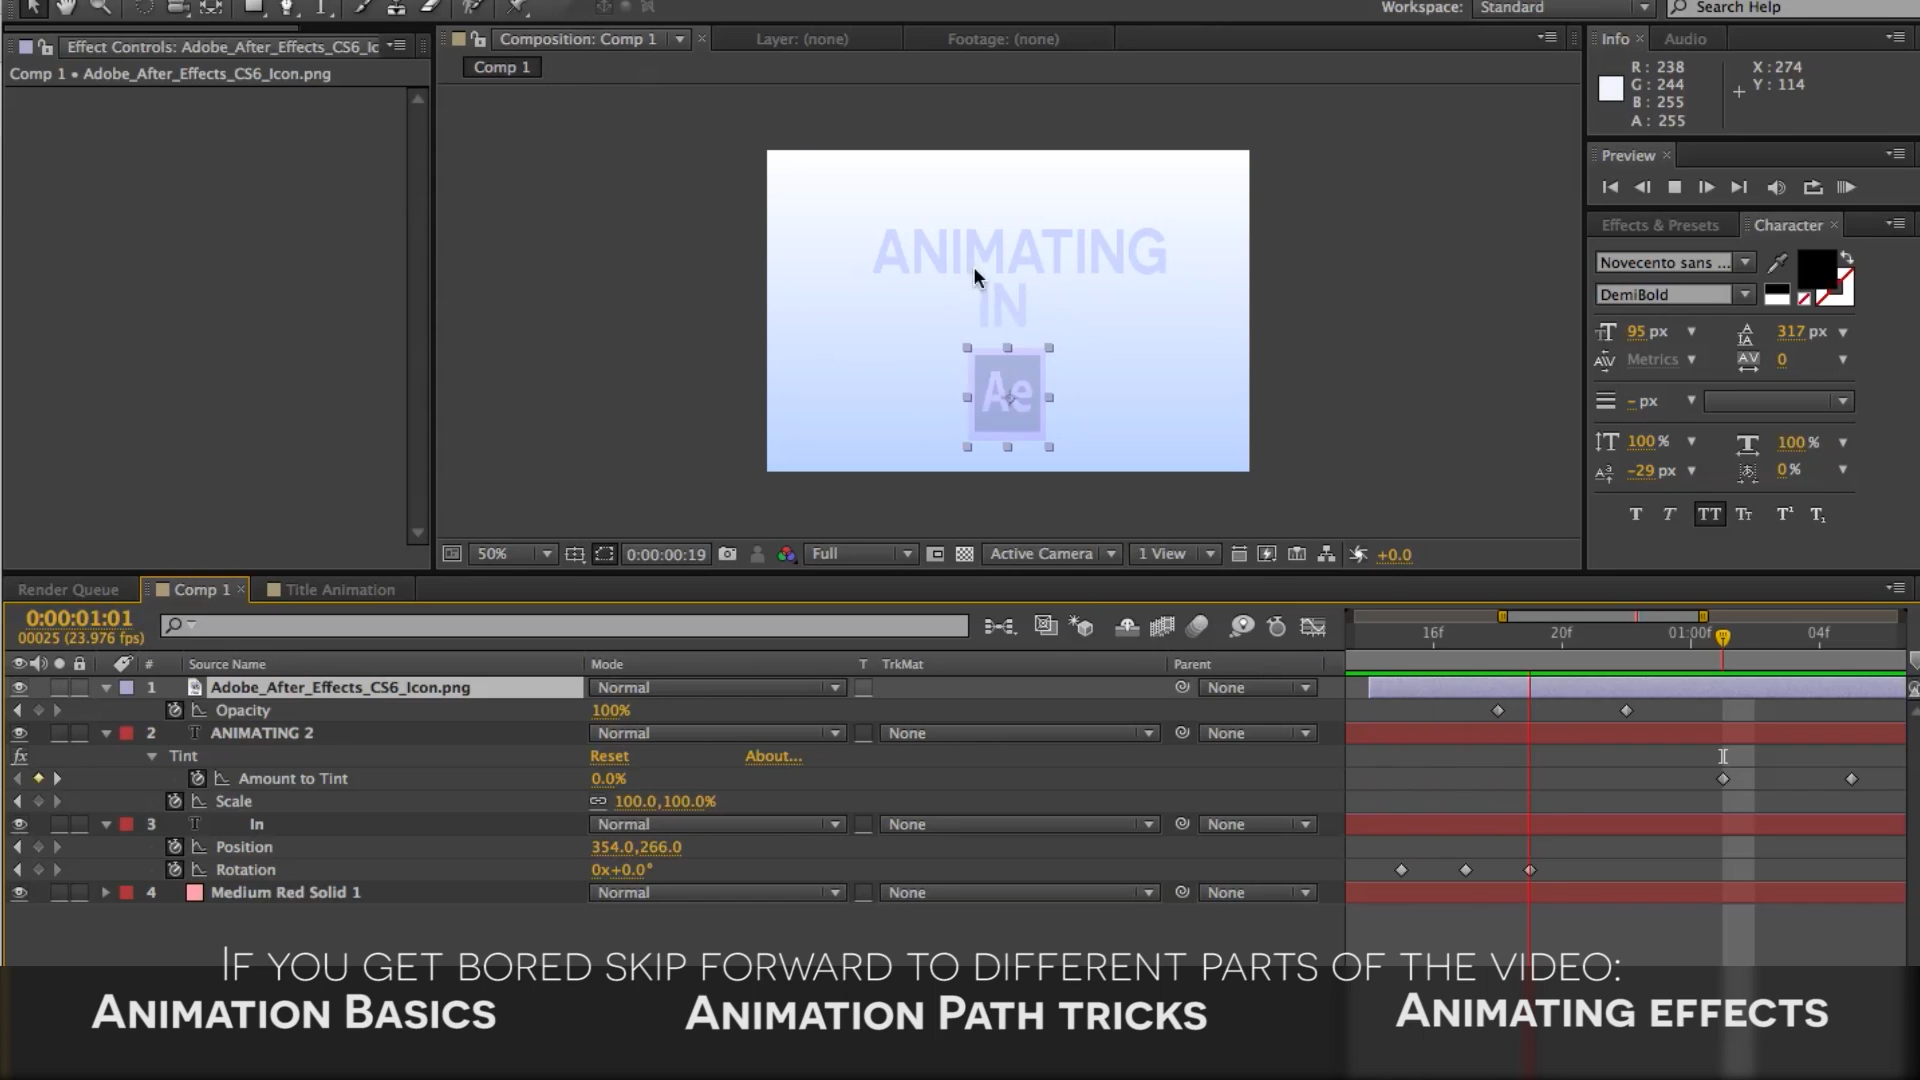 Workspace: Standard Search Help
Effect Controls: Adobe_After_Effects_CS6_Ic
Comp 1 • Adobe_After_Effects_CS6_Icon.png
Composition: Comp 1
Layer: (none)
Footage: (none)
Comp 1
ANIMATING
IN
Ae
50%
0:00:00:19
Full
Active Camera
1 View
+0.0
Info
Audio
R: 238
G: 244
B: 255
A: 255
X: 274
Y: 114
Preview
Effects & Presets
Character
Novecento sans ...
DemiBold
95 px
317 px
Metrics
0
- px
100 %
100 %
-29 px
0 %
T T TT Tt T¹ T₁
Render Queue
Comp 1
Title Animation
0:00:01:01
00025 (23.976 fps)
16f 20f 01:00f 04f
# Source Name Mode T TrkMat Parent
1 Adobe_After_Effects_CS6_Icon.png Normal None
Opacity 100%
2 T ANIMATING 2 Normal None None
fx Tint Reset About...
Amount to Tint 0.0%
Scale 100.0,100.0%
3 T In Normal None None
Position 354.0,266.0
Rotation 0x+0.0°
4 Medium Red Solid 1 Normal None None
If you get bored skip forward to different parts of the video:
Animation Basics
Animation Path tricks
Animating effects